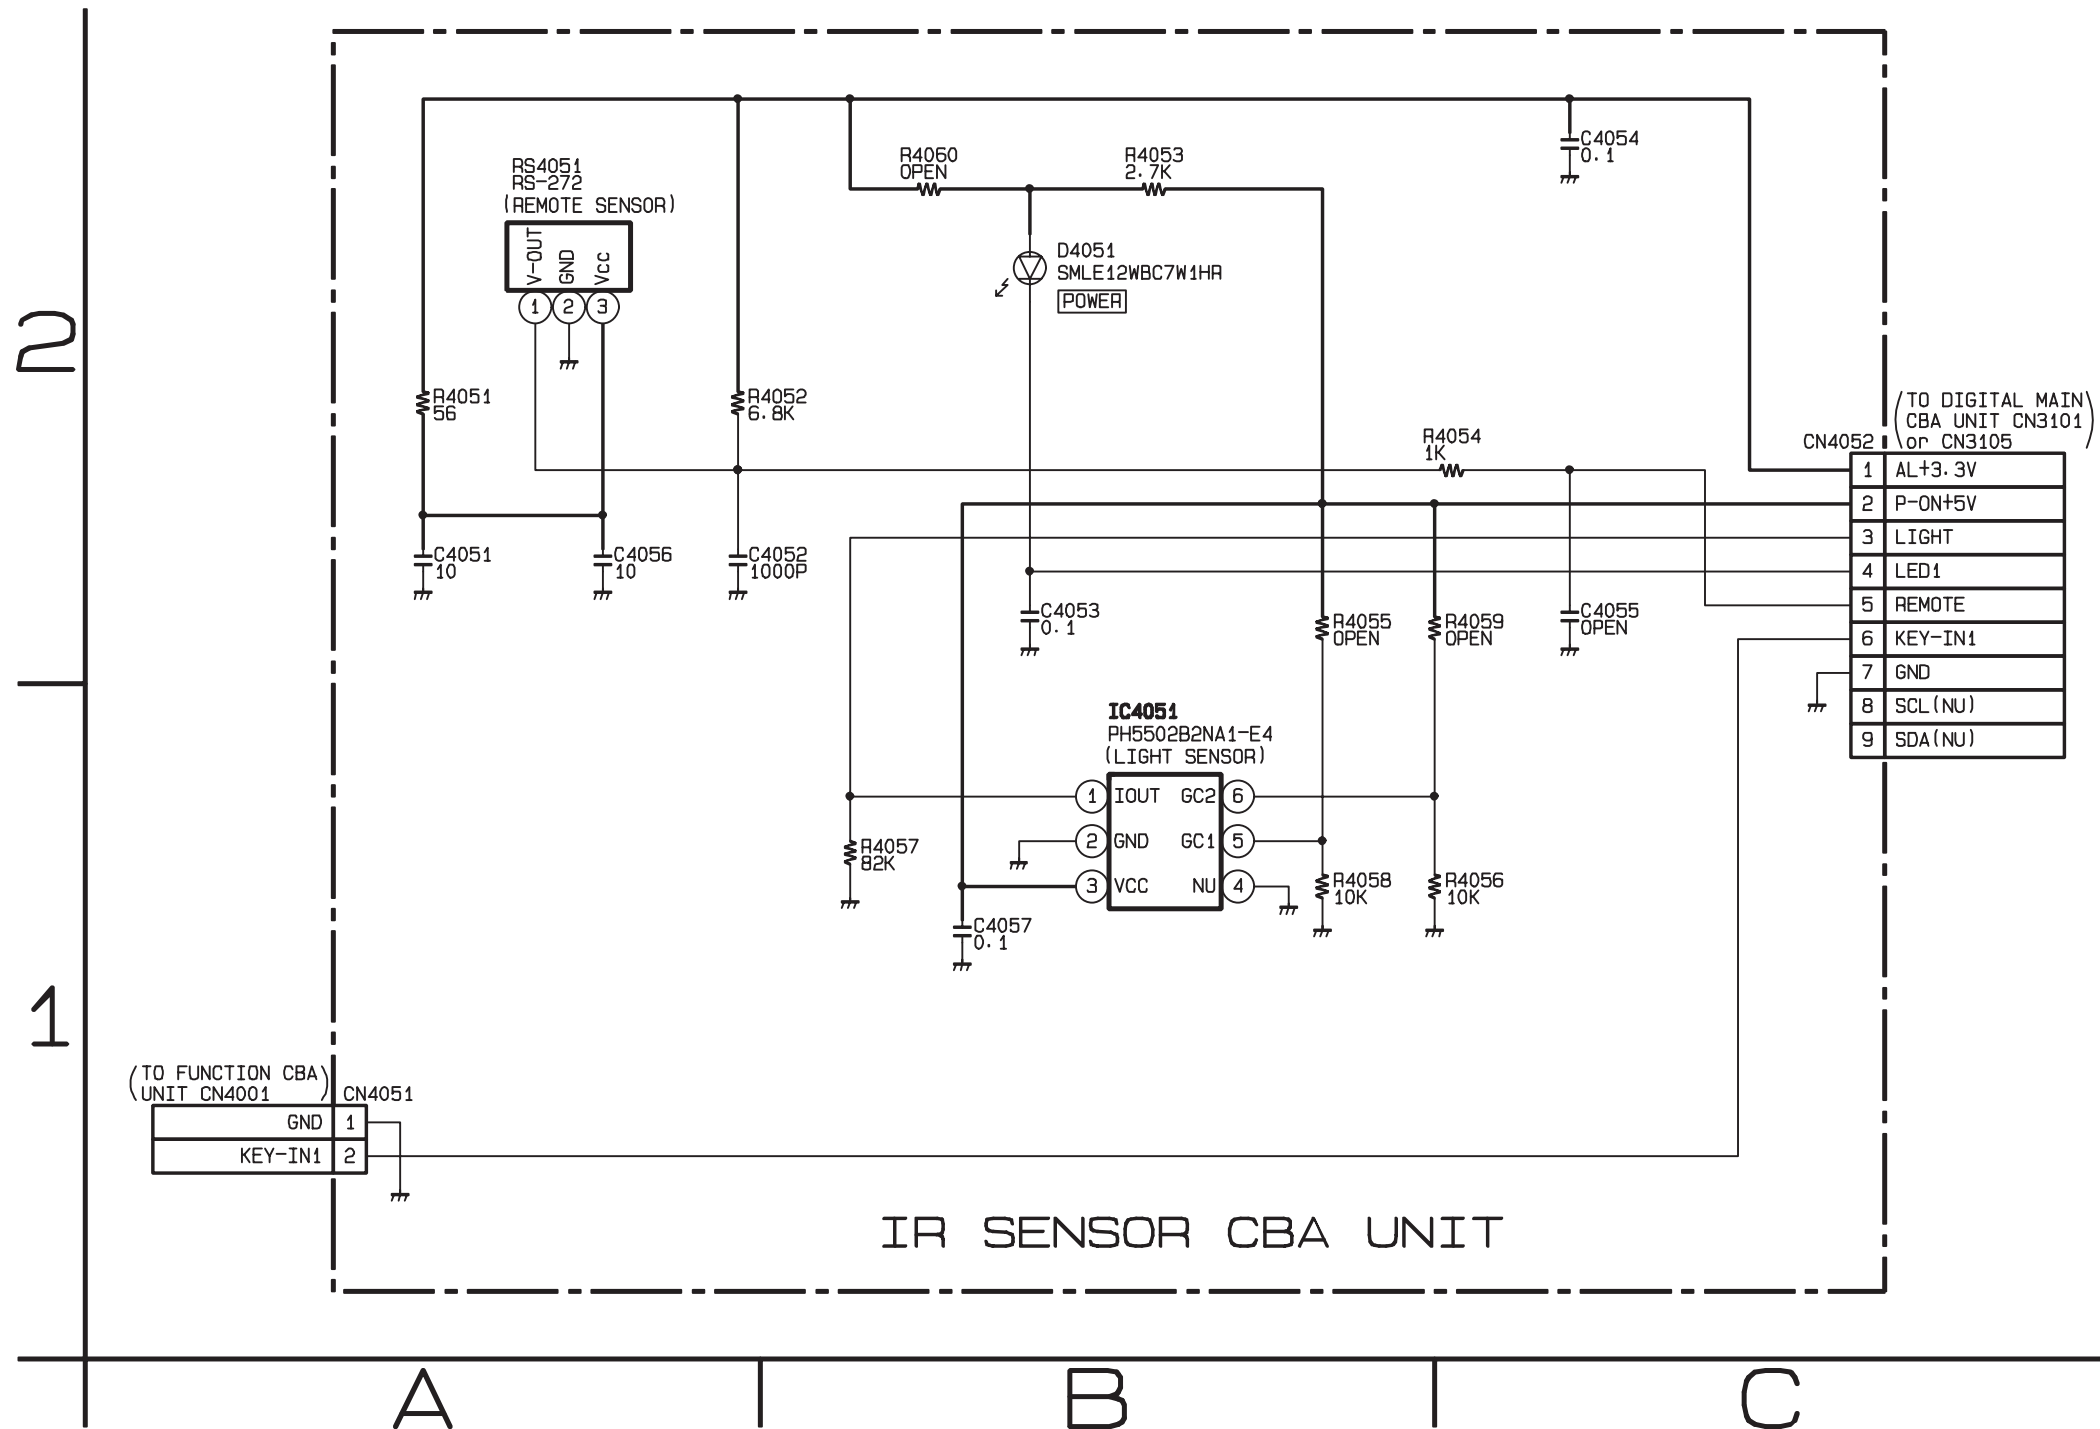 R4060
OPEN
R4053
2.7K
C4054
0.1
RS4051
RS-272
(REMOTE SENSOR)
V-OUT
GND
Vcc
1
2
3
D4051
SMLE12WBC7W1HR
POWER
2
R4051
56
R4052
6.8K
R4054
1K
(TO DIGITAL MAIN
CBA UNIT CN3101
or CN3105)
CN4052
1 AL+3.3V
2 P-ON+5V
3 LIGHT
4 LED1
5 REMOTE
6 KEY-IN1
7 GND
8 SCL(NU)
9 SDA(NU)
C4051
10
C4056
10
C4052
1000P
C4053
0.1
R4055
OPEN
R4059
OPEN
C4055
OPEN
IC4051
PH5502B2NA1-E4
(LIGHT SENSOR)
1 IOUT GC2 6
2 GND GC1 5
3 VCC NU 4
R4057
82K
R4058
10K
R4056
10K
C4057
0.1
1
(TO FUNCTION CBA
UNIT CN4001)
CN4051
GND 1
KEY-IN1 2
IR SENSOR CBA UNIT
A B C